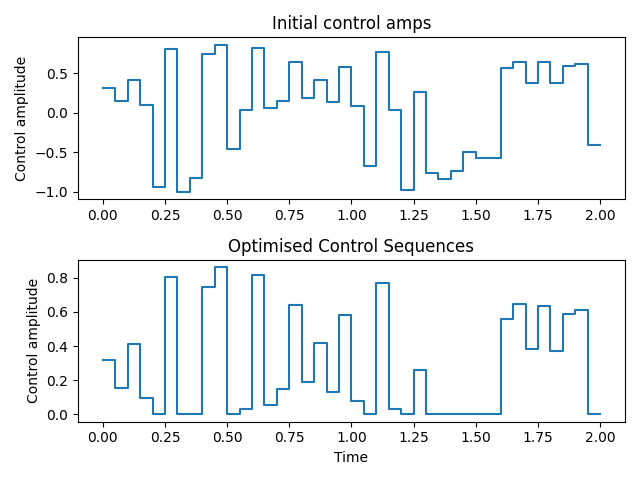 Initial control amps
Control amplitude
0.5
0.0
−0.5
−1.0
0.00 0.25 0.50 0.75 1.00 1.25 1.50 1.75 2.00
Optimised Control Sequences
Control amplitude
0.8
0.6
0.4
0.2
0.0
0.00 0.25 0.50 0.75 1.00 1.25 1.50 1.75 2.00
Time